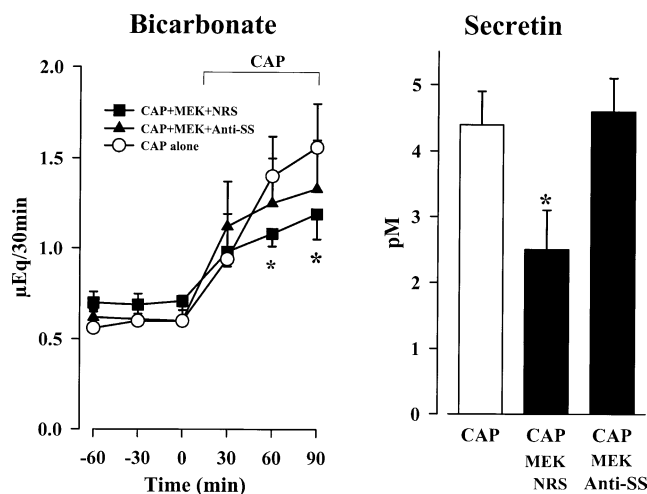 Bicarbonate
CAP
CAP+MEK+NRS
CAP+MEK+Anti-SS
CAP alone
μEq/30min
2.0
1.5
1.0
0.5
0.0
*
*
-60 -30 0 30 60 90
Time (min)
Secretin
pM
5
4
3
2
1
0
*
CAP CAP CAP
MEK MEK
NRS Anti-SS